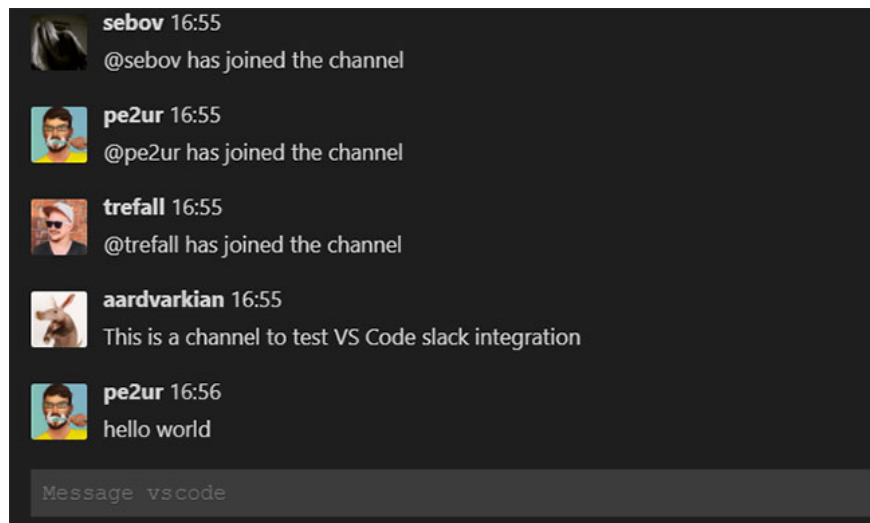 sebov 16:55
@sebov has joined the channel
pe2ur 16:55
@pe2ur has joined the channel
trefall 16:55
@trefall has joined the channel
aardvarkian 16:55
This is a channel to test VS Code slack integration
pe2ur 16:56
hello world
Message vscode